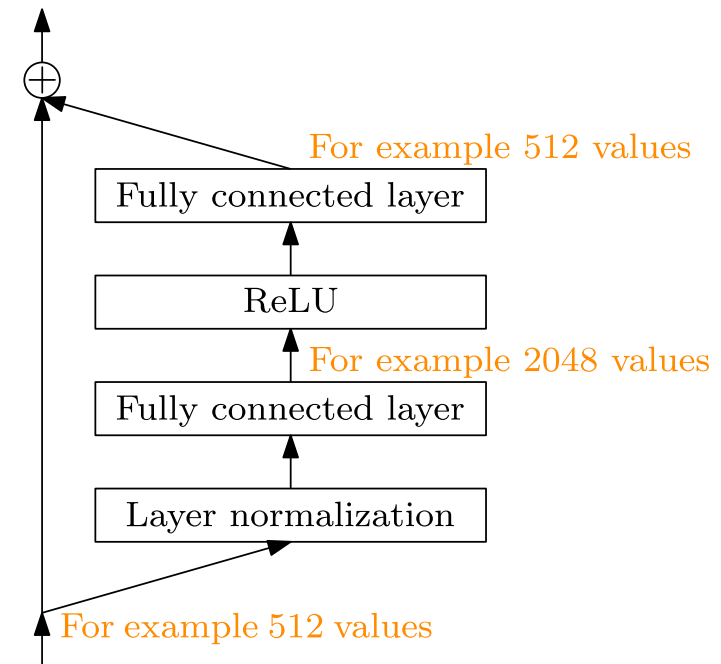 For example 512 values
Fully connected layer
ReLU
For example 2048 values
Fully connected layer
Layer normalization
For example 512 values